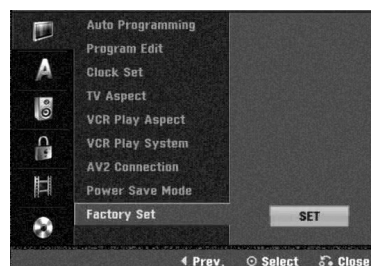 Auto Programming
Program Edit
Clock Set
TV Aspect
VCR Play Aspect
VCR Play System
AV2 Connection
Power Save Mode
Factory Set SET
Prev. Select Close